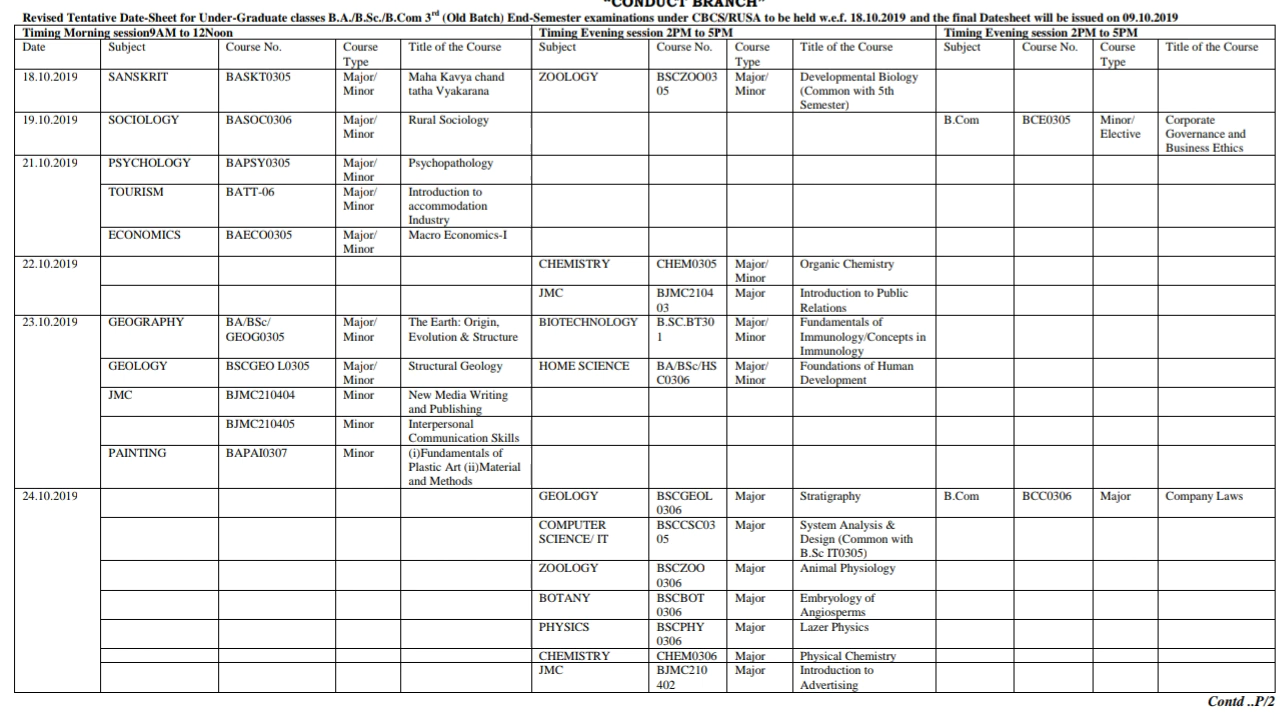 "CONDUCT BRANCH"
Revised Tentative Date-Sheet for Under-Graduate classes B.A./B.Sc./B.Com 3rd (Old Batch) End-Semester examinations under CBCS/RUSA to be held w.e.f. 18.10.2019 and the final Datesheet will be issued on 09.10.2019
Timing Morning session9AM to 12Noon Timing Evening session 2PM to 5PM Timing Evening session 2PM to 5PM
Date Subject Course No. Course Title of the Course Subject Course No. Course Title of the Course Subject Course No. Course Title of the Course
Type Type Type
18.10.2019 SANSKRIT BASKT0305 Major/ Maha Kavya chand ZOOLOGY BSCZOO03 Major/ Developmental Biology
Minor tatha Vyakarana 05 Minor (Common with 5th
Semester)
19.10.2019 SOCIOLOGY BASOC0306 Major/ Rural Sociology B.Com BCE0305 Minor/ Corporate
Minor Elective Governance and
Business Ethics
21.10.2019 PSYCHOLOGY BAPSY0305 Major/ Psychopathology
Minor
TOURISM BATT-06 Major/ Introduction to
Minor accommodation
Industry
ECONOMICS BAECO0305 Major/ Macro Economics-I
Minor
22.10.2019 CHEMISTRY CHEM0305 Major/ Organic Chemistry
Minor
JMC BJMC2104 Major Introduction to Public
03 Relations
23.10.2019 GEOGRAPHY BA/BSc/ Major/ The Earth: Origin, BIOTECHNOLOGY B.SC.BT30 Major/ Fundamentals of
GEOG0305 Minor Evolution & Structure 1 Minor Immunology/Concepts in
Immunology
GEOLOGY BSCGEO L0305 Major/ Structural Geology HOME SCIENCE BA/BSc/HS Major/ Foundations of Human
Minor C0306 Minor Development
JMC BJMC210404 Minor New Media Writing
and Publishing
BJMC210405 Minor Interpersonal
Communication Skills
PAINTING BAPAI0307 Minor (i)Fundamentals of
Plastic Art (ii)Material
and Methods
24.10.2019 GEOLOGY BSCGEOL Major Stratigraphy B.Com BCC0306 Major Company Laws
0306
COMPUTER BSCCSC03 Major System Analysis &
SCIENCE/ IT 05 Design (Common with
B.Sc IT0305)
ZOOLOGY BSCZOO Major Animal Physiology
0306
BOTANY BSCBOT Major Embryology of
0306 Angiosperms
PHYSICS BSCPHY Major Lazer Physics
0306
CHEMISTRY CHEM0306 Major Physical Chemistry
JMC BJMC210 Major Introduction to
402 Advertising
Contd ..P/2